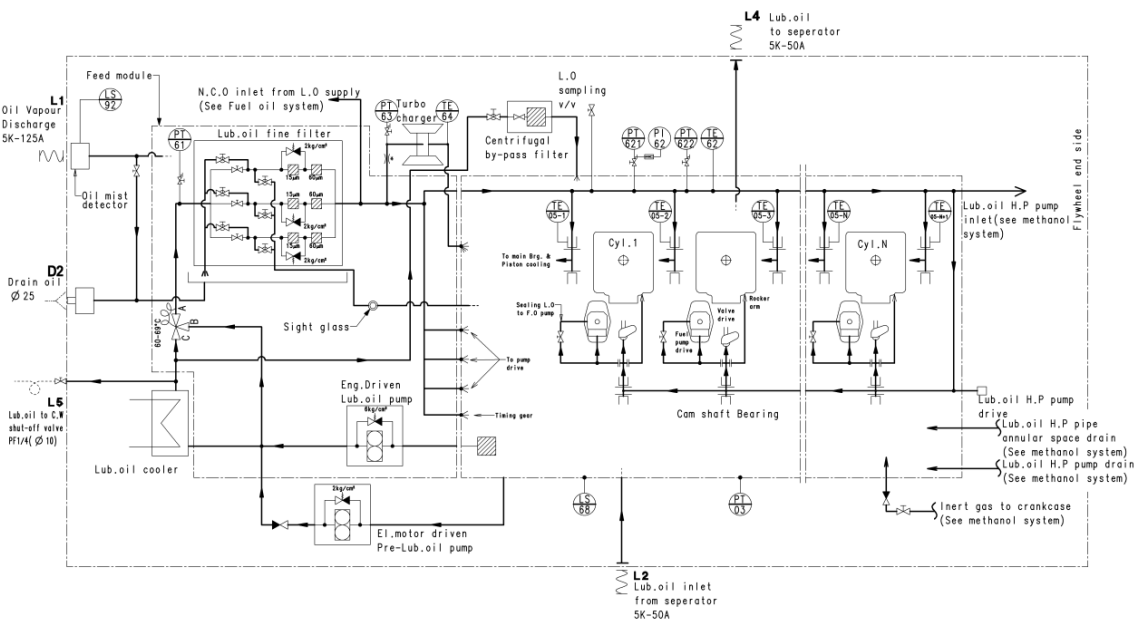 L4 Lub.oil
to seperator
5K-50A
Feed module
L1
Oil Vapour
Discharge
5K-125A
LS
92
N.C.O inlet from L.O supply
(See Fuel oil system)
PT
63
Turbo
charger
TE
64
L.O
sampling
v/v
PT
61
Lub.oil fine filter
2kg/cm²
15μm
60μm
15μm
60μm
2kg/cm²
15μm
60μm
2kg/cm²
Centrifugal
by-pass filter
PT
621
PI
62
PT
622
TE
62
Flywheel end side
Oil mist
detector
TE
05-1
TE
05-2
TE
05-3
TE
05-N
TE
05-N+1
Lub.oil H.P pump
inlet(see methanol
system)
Cyl.1
Cyl.N
To main Brg. &
Piston cooling
D2
Drain oil
Ø 25
Sealing L.O
to F.O pump
Rocker
arm
Valve
drive
Fuel
pump
drive
60-69°C
A
B
C
Sight glass
To pump
drive
Timing gear
L5
Lub.oil to C.W
shut-off valve
PF1/4( Ø 10)
Eng.Driven
Lub.oil pump
6kg/cm²
Cam shaft Bearing
Lub.oil H.P pump
drive
Lub.oil H.P pipe
annular space drain
(See methanol system)
Lub.oil H.P pump drain
(See methanol system)
Lub.oil cooler
2kg/cm²
El.motor driven
Pre-Lub.oil pump
LS
68
PT
03
Inert gas to crankcase
(See methanol system)
L2
Lub.oil inlet
from seperator
5K-50A